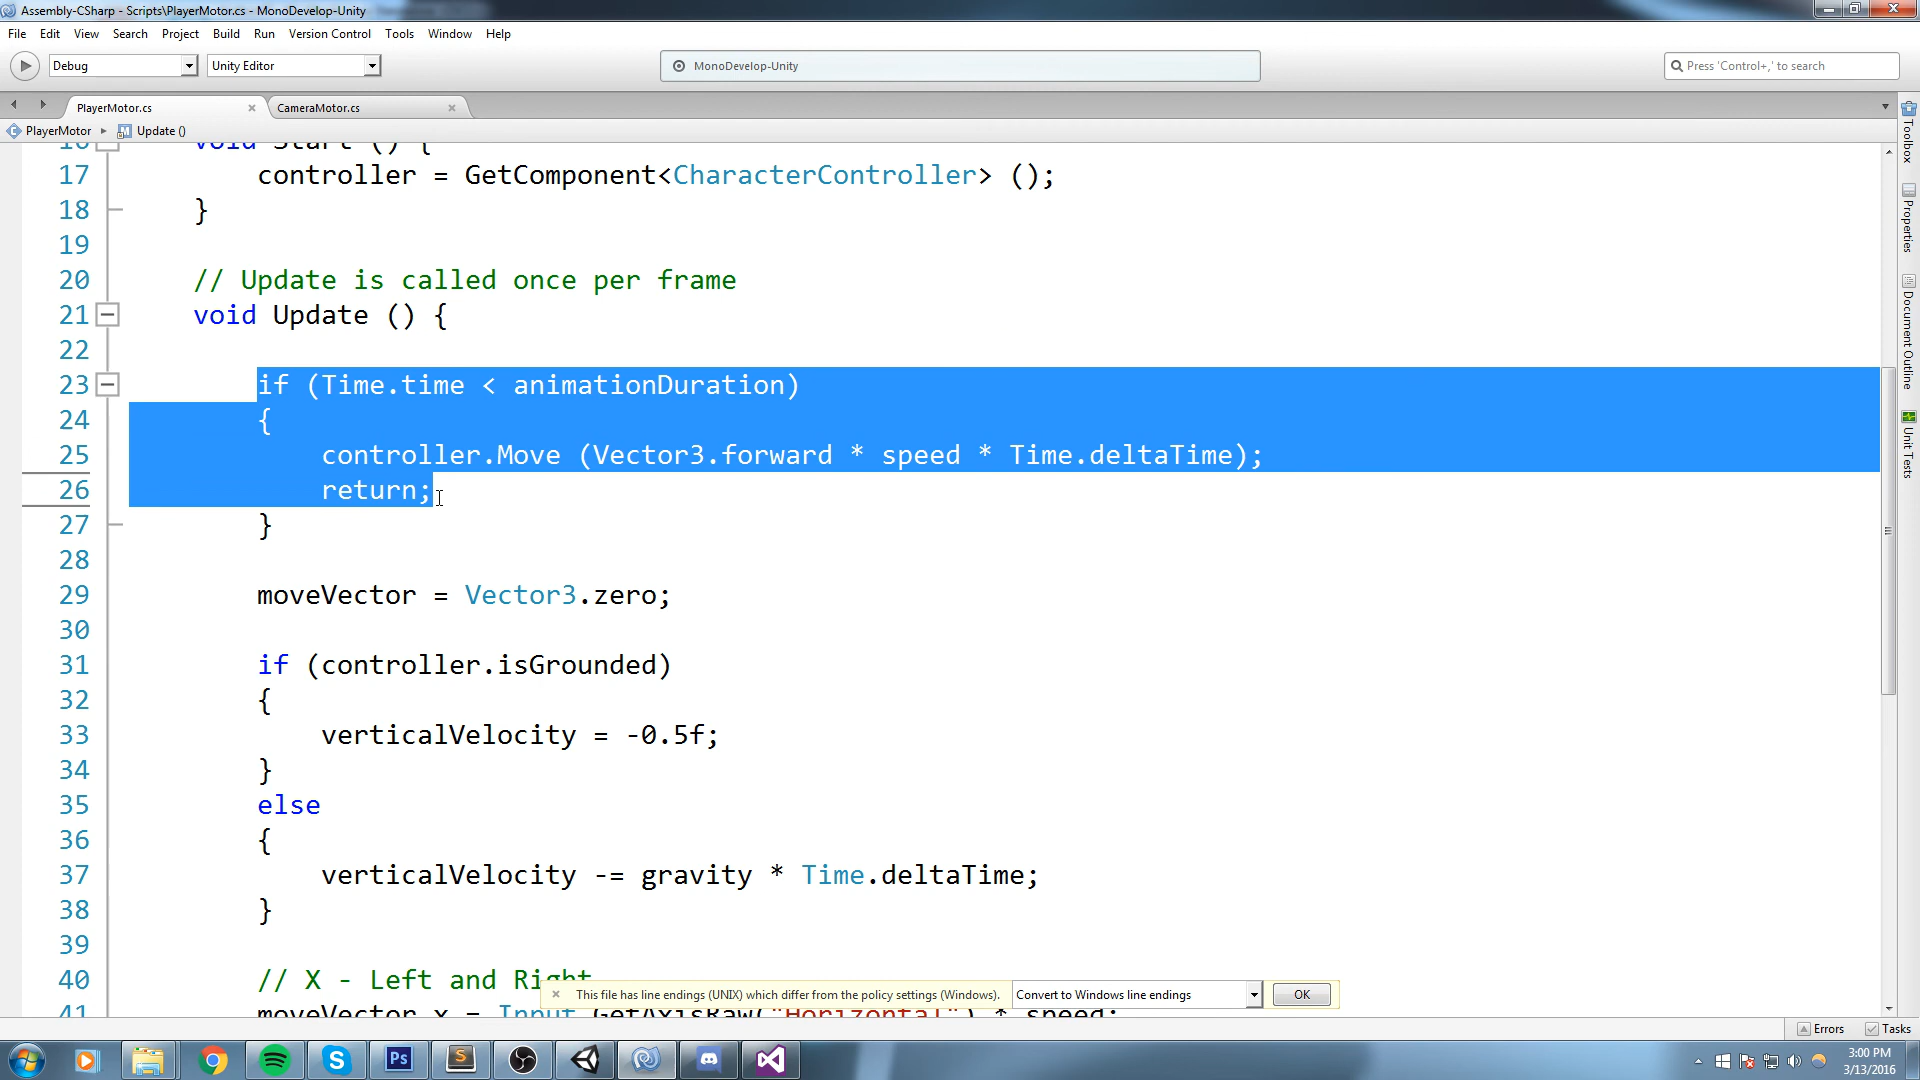 Assembly-CSharp - Scripts\PlayerMotor.cs - MonoDevelop-Unity
File Edit View Search Project Build Run Version Control Tools Window Help
Debug Unity Editor MonoDevelop-Unity Press 'Control+,' to search
PlayerMotor.cs CameraMotor.cs
PlayerMotor Update ()
16 void Start () {
17 controller = GetComponent<CharacterController> ();
18 }
19
20 // Update is called once per frame
21 void Update () {
22
23 if (Time.time < animationDuration)
24 {
25 controller.Move (Vector3.forward * speed * Time.deltaTime);
26 return;
27 }
28
29 moveVector = Vector3.zero;
30
31 if (controller.isGrounded)
32 {
33 verticalVelocity = -0.5f;
34 }
35 else
36 {
37 verticalVelocity -= gravity * Time.deltaTime;
38 }
39
40 // X - Left and Right
41 moveVector.x = Input.GetAxisRaw("Horizontal") * speed;
This file has line endings (UNIX) which differ from the policy settings (Windows). Convert to Windows line endings OK
Toolbox
Properties
Document Outline
Unit Tests
Errors Tasks
Ps
S
3:00 PM
3/13/2016